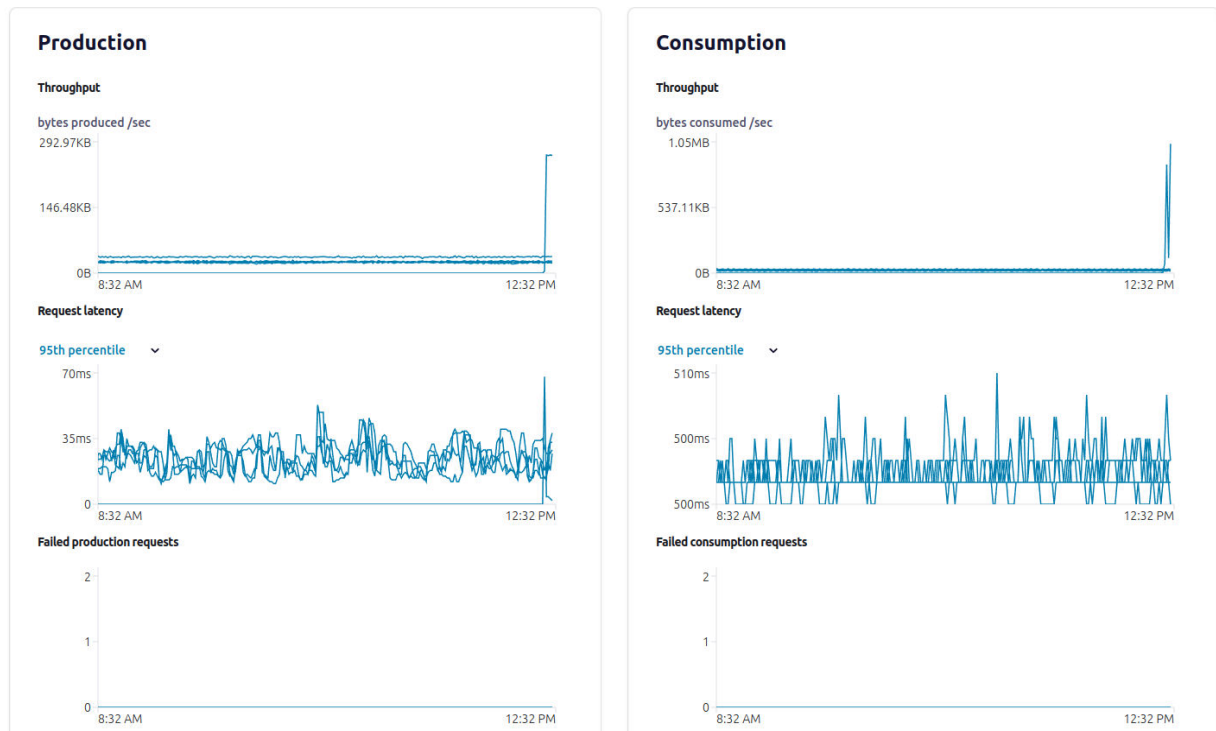 Production
Throughput
bytes produced /sec
292.97KB
146.48KB
0B
8:32 AM
12:32 PM
Request latency
95th percentile
70ms
35ms
0
8:32 AM
12:32 PM
Failed production requests
2
1
0
8:32 AM
12:32 PM
Consumption
Throughput
bytes consumed /sec
1.05MB
537.11KB
0B
8:32 AM
12:32 PM
Request latency
95th percentile
510ms
500ms
500ms
8:32 AM
12:32 PM
Failed consumption requests
2
1
0
8:32 AM
12:32 PM